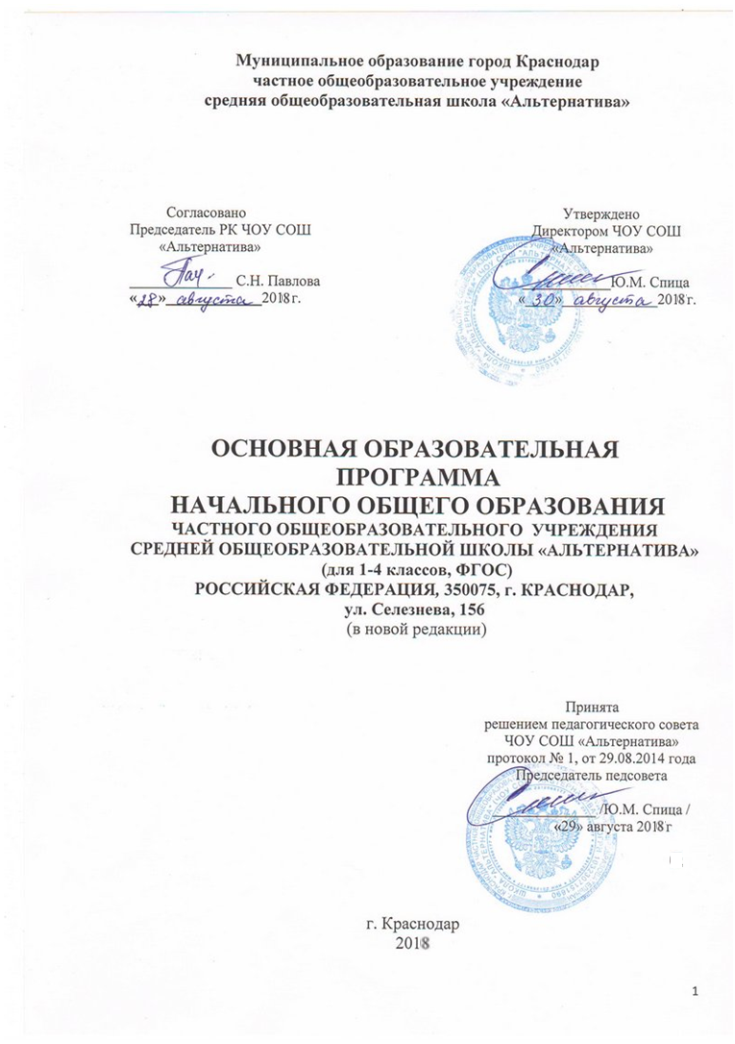 Муниципальное образование город Краснодар
частное общеобразовательное учреждение
средняя общеобразовательная школа «Альтернатива»
Согласовано
Председатель РК ЧОУ СОШ
«Альтернатива»
С.Н. Павлова
«28» августа 2018 г.
Утверждено
Директором ЧОУ СОШ
«Альтернатива»
Ю.М. Спица
«30» августа 2018 г.
ОСНОВНАЯ ОБРАЗОВАТЕЛЬНАЯ
ПРОГРАММА
НАЧАЛЬНОГО ОБЩЕГО ОБРАЗОВАНИЯ
ЧАСТНОГО ОБЩЕОБРАЗОВАТЕЛЬНОГО УЧРЕЖДЕНИЯ
СРЕДНЕЙ ОБЩЕОБРАЗОВАТЕЛЬНОЙ ШКОЛЫ «АЛЬТЕРНАТИВА»
(для 1-4 классов, ФГОС)
РОССИЙСКАЯ ФЕДЕРАЦИЯ, 350075, г. КРАСНОДАР,
ул. Селезнева, 156
(в новой редакции)
Принята
решением педагогического совета
ЧОУ СОШ «Альтернатива»
протокол № 1, от 29.08.2014 года
Председатель педсовета
/Ю.М. Спица /
«29» августа 2018 г
г. Краснодар
2018
1